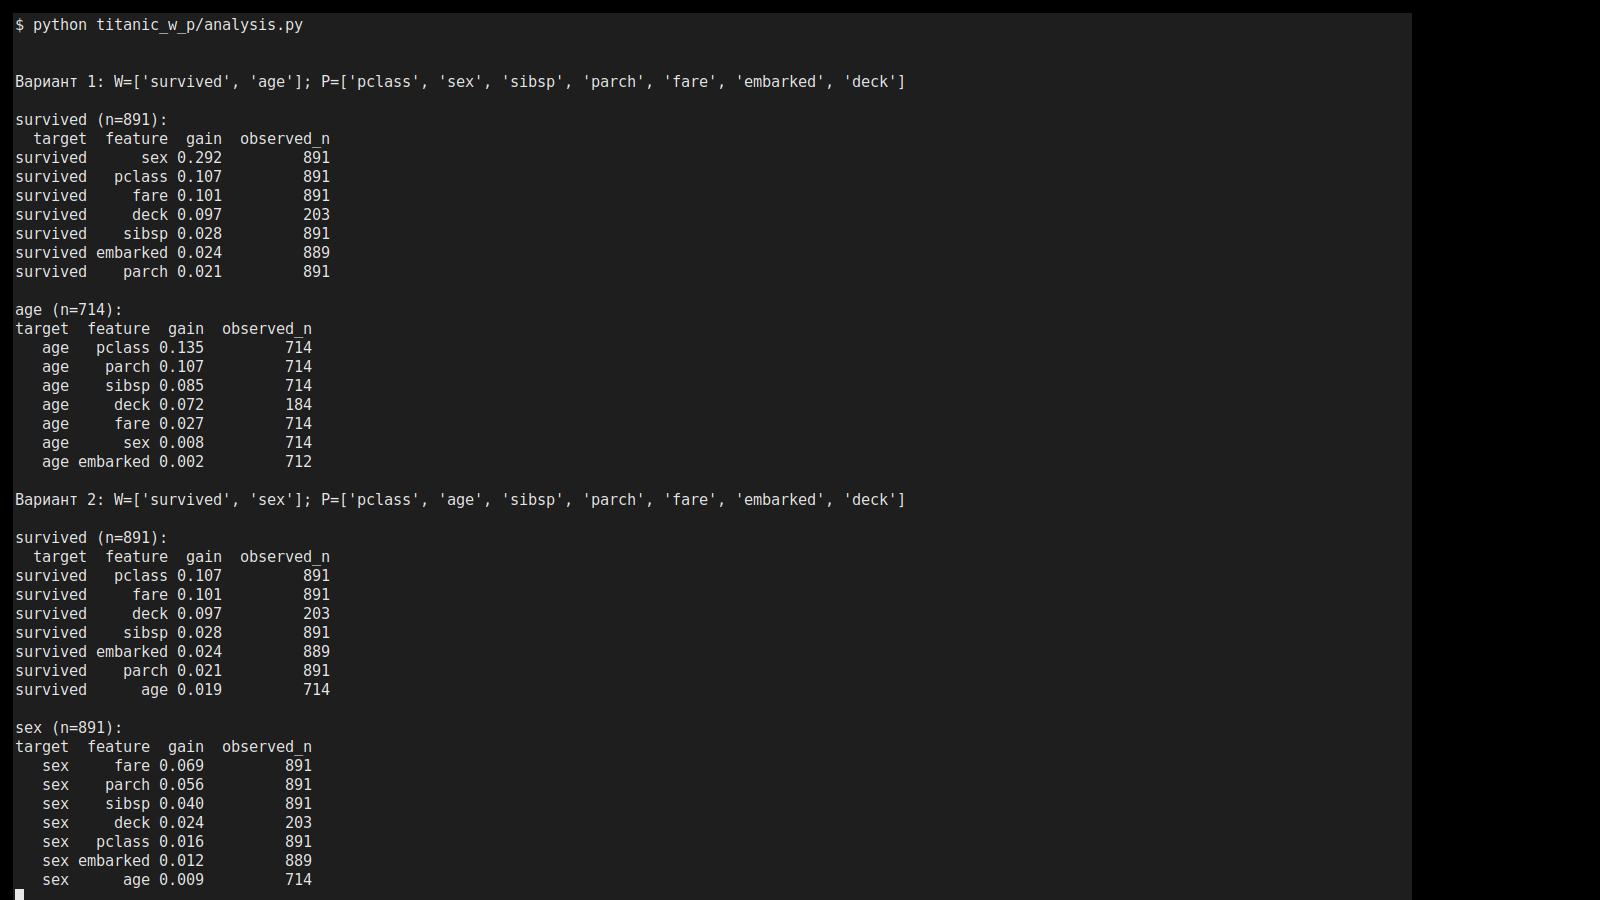 $ python titanic_w_p/analysis.py
Вариант 1: W=['survived', 'age']; P=['pclass', 'sex', 'sibsp', 'parch', 'fare', 'embarked', 'deck']
survived (n=891):
target feature gain observed_n
survived sex 0.292 891
survived pclass 0.107 891
survived fare 0.101 891
survived deck 0.097 203
survived sibsp 0.028 891
survived embarked 0.024 889
survived parch 0.021 891
age (n=714):
target feature gain observed_n
age pclass 0.135 714
age parch 0.107 714
age sibsp 0.085 714
age deck 0.072 184
age fare 0.027 714
age sex 0.008 714
age embarked 0.002 712
Вариант 2: W=['survived', 'sex']; P=['pclass', 'age', 'sibsp', 'parch', 'fare', 'embarked', 'deck']
survived (n=891):
target feature gain observed_n
survived pclass 0.107 891
survived fare 0.101 891
survived deck 0.097 203
survived sibsp 0.028 891
survived embarked 0.024 889
survived parch 0.021 891
survived age 0.019 714
sex (n=891):
target feature gain observed_n
sex fare 0.069 891
sex parch 0.056 891
sex sibsp 0.040 891
sex deck 0.024 203
sex pclass 0.016 891
sex embarked 0.012 889
sex age 0.009 714